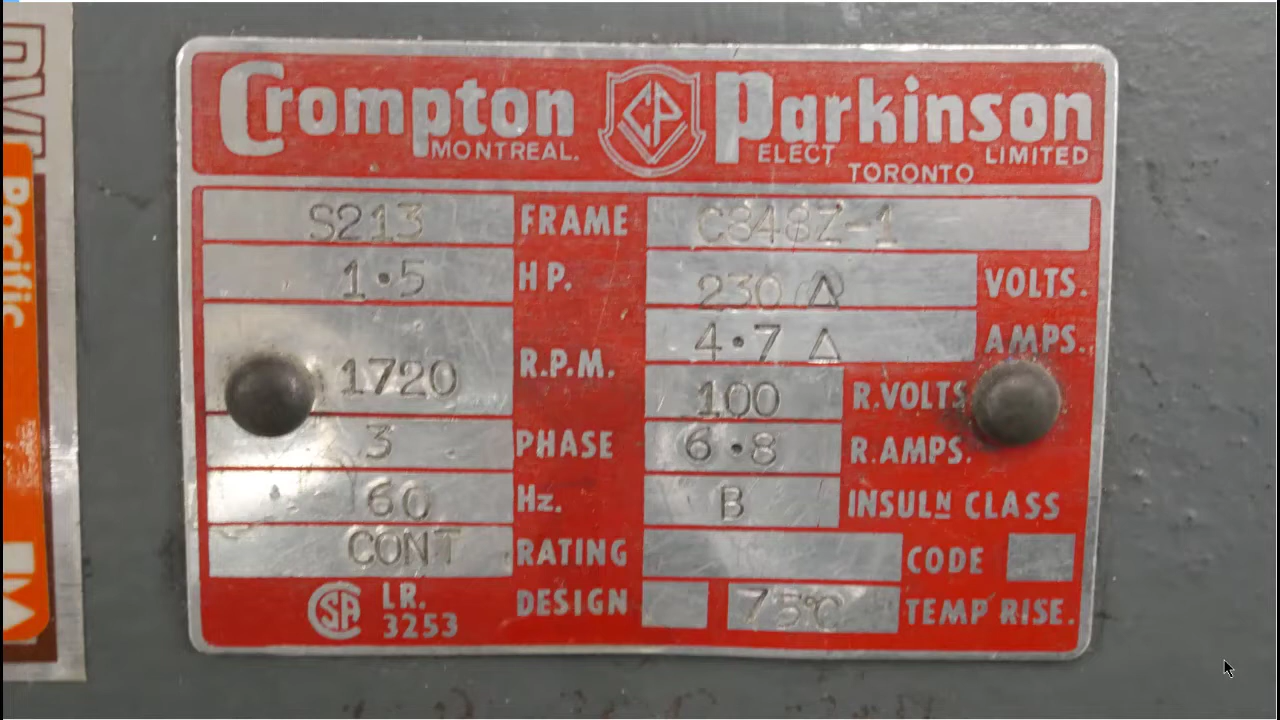 Crompton CP Parkinson
MONTREAL. ELECT LIMITED
TORONTO
S213 FRAME C848Z-1
1·5 HP. 230 Δ VOLTS.
4·7 Δ AMPS.
1720 R.P.M. 100 R.VOLTS
3 PHASE 6·8 R.AMPS.
60 Hz. B INSULN CLASS
CONT RATING CODE
LR. DESIGN 75°C TEMP RISE.
SA 3253
Pacific